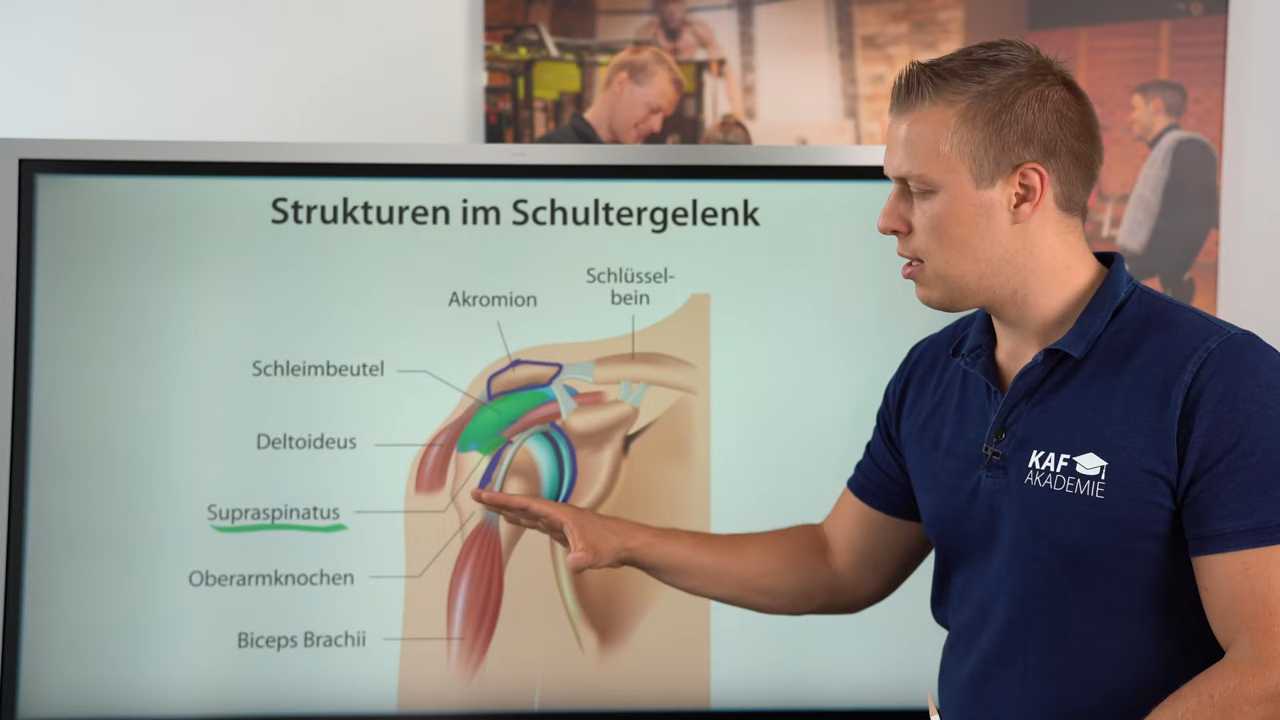 Strukturen im Schultergelenk
Schlüssel-
bein
Akromion
Schleimbeutel
Deltoideus
Supraspinatus
Oberarmknochen
Biceps Brachii
KAF
AKADEMIE